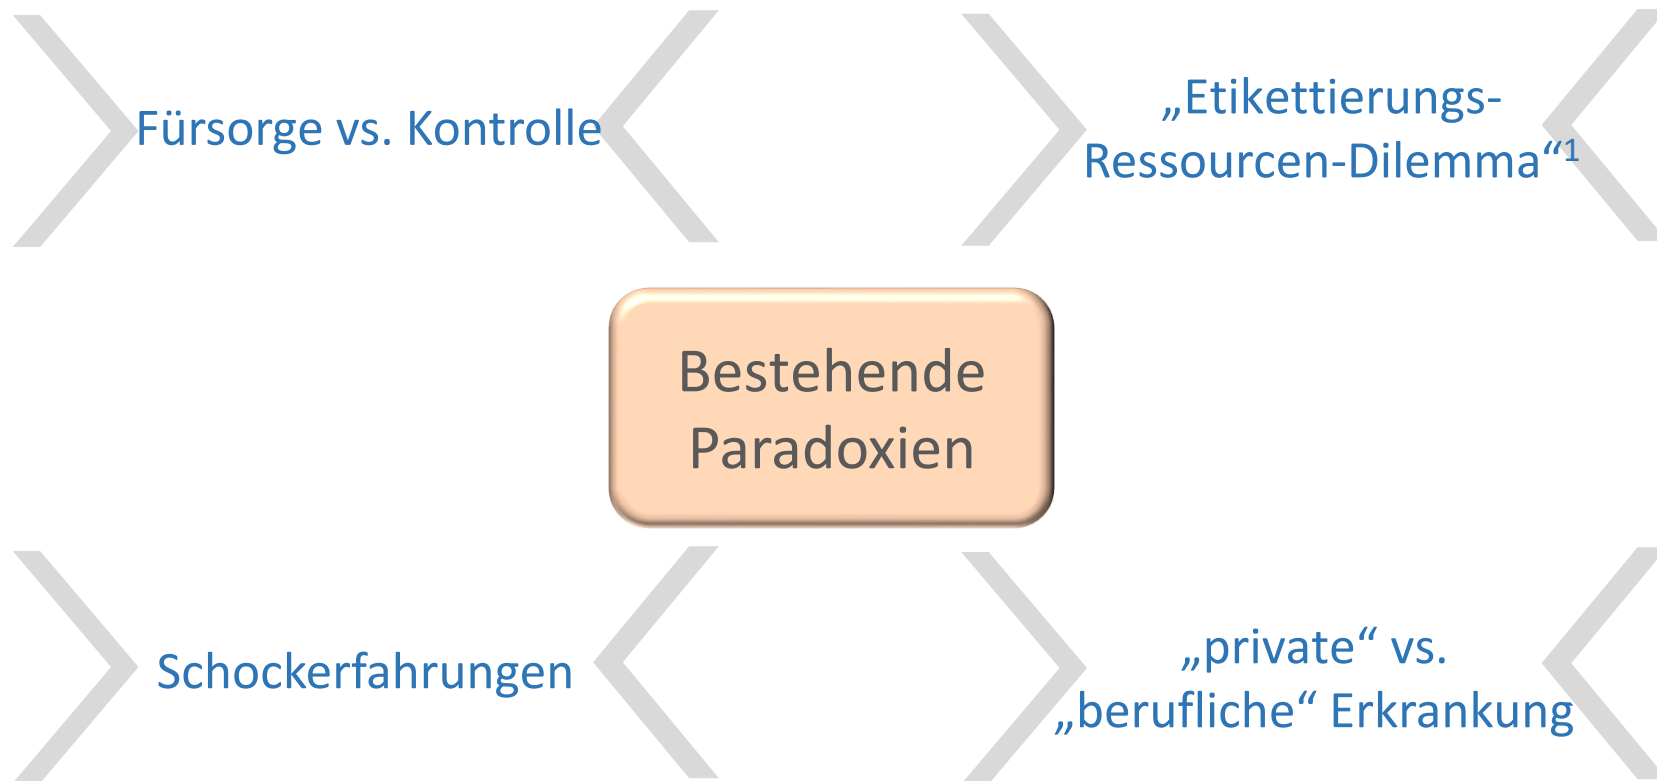 Fürsorge vs. Kontrolle
„Etikettierungs-
Ressourcen-Dilemma“¹
Bestehende
Paradoxien
Schockerfahrungen
„private“ vs.
„berufliche“ Erkrankung